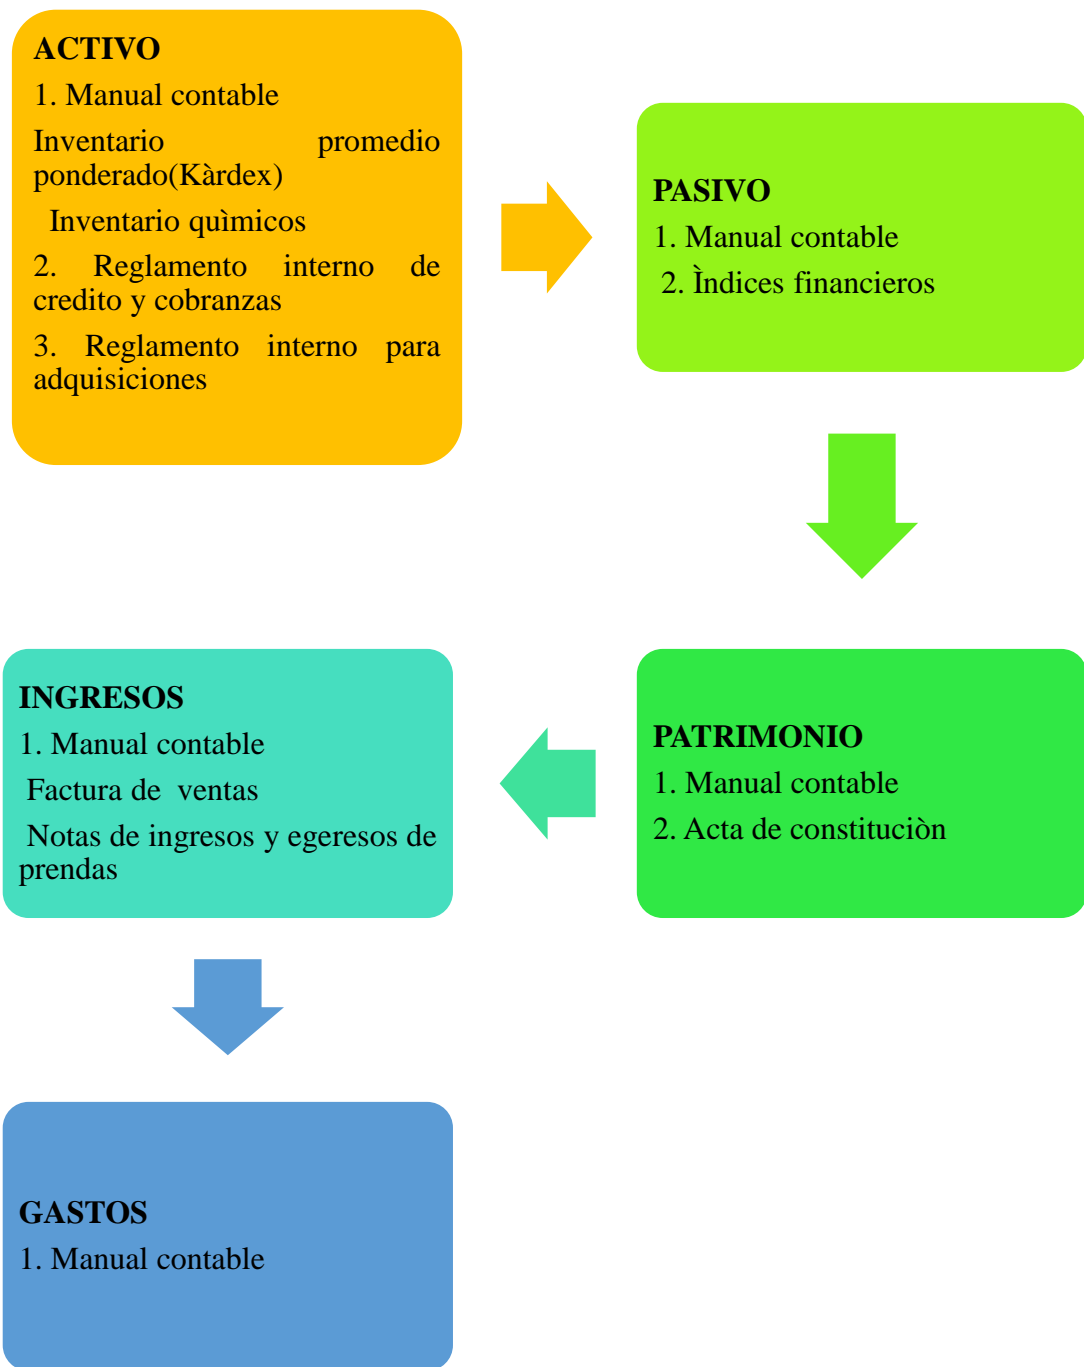 ACTIVO
1. Manual contable
Inventario promedio
ponderado(Kàrdex)
Inventario quìmicos
2. Reglamento interno de
credito y cobranzas
3. Reglamento interno para
adquisiciones
PASIVO
1. Manual contable
2. Ìndices financieros
PATRIMONIO
1. Manual contable
2. Acta de constituciòn
INGRESOS
1. Manual contable
Factura de ventas
Notas de ingresos y egeresos de
prendas
GASTOS
1. Manual contable